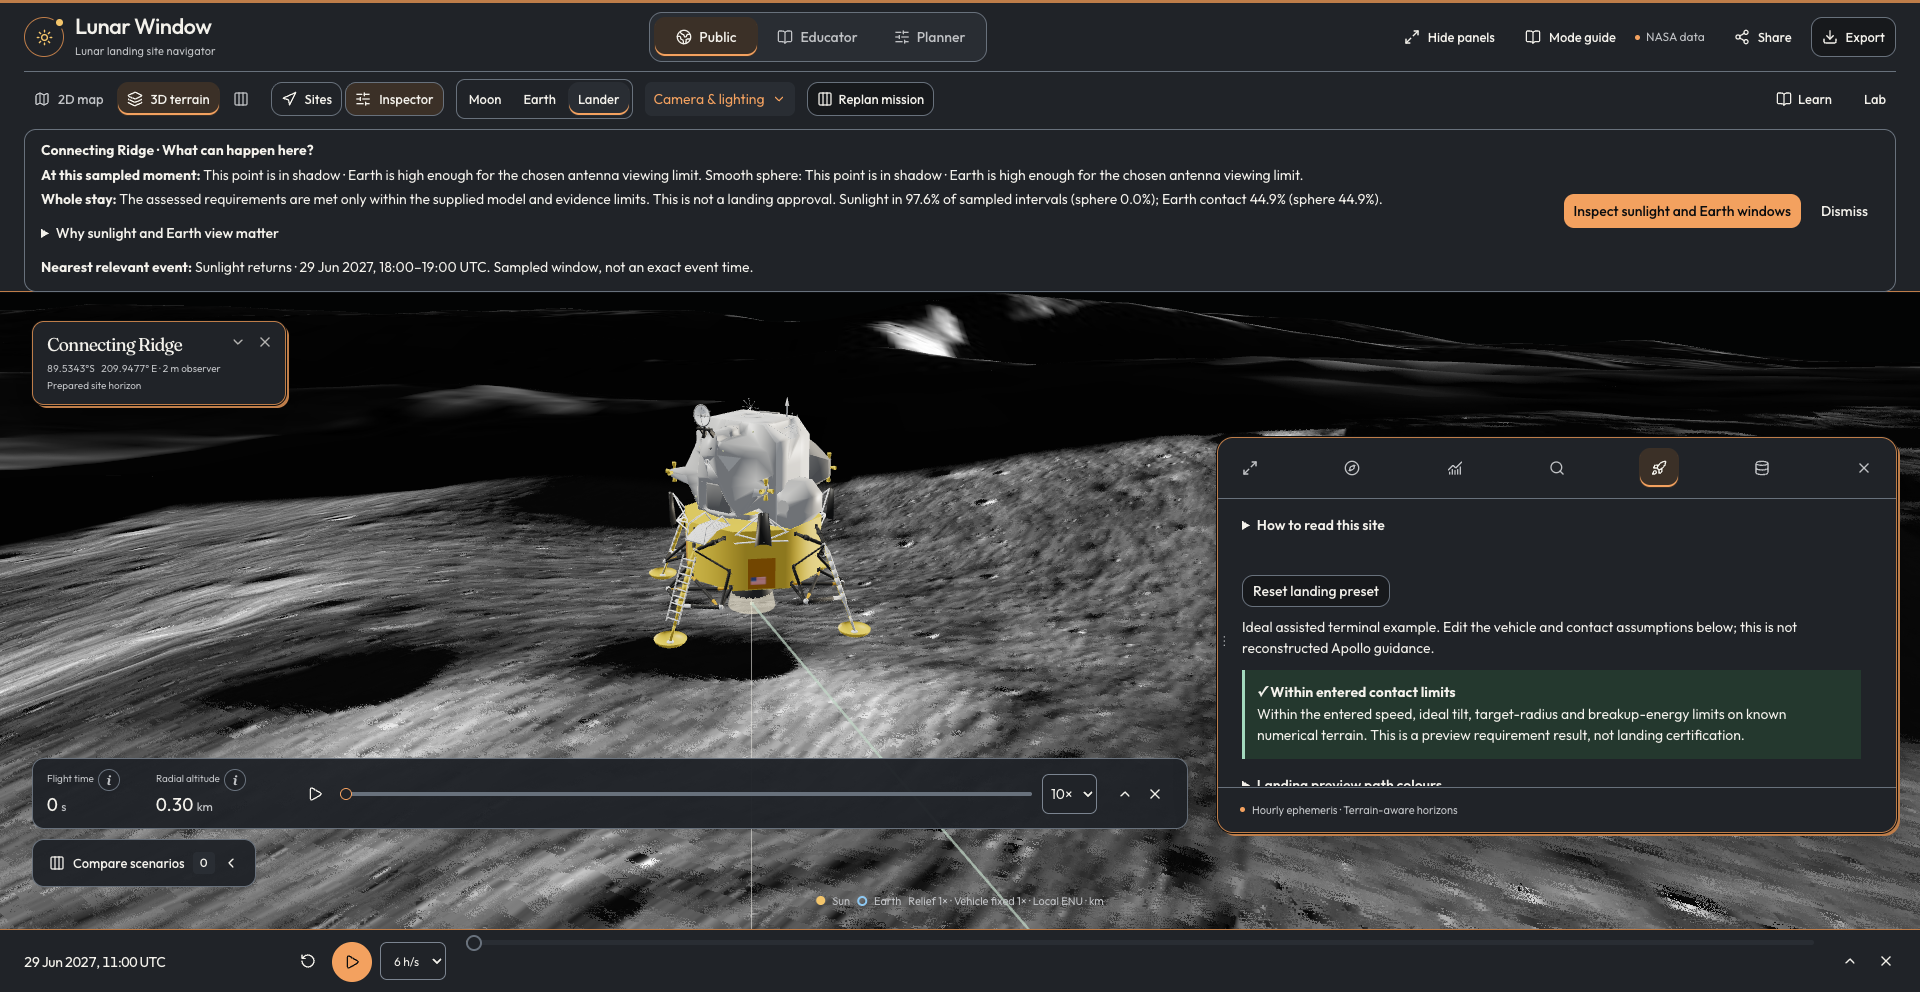 Lunar Window
Lunar landing site navigator
Public
Educator
Planner
Hide panels
Mode guide
NASA data
Share
Export
2D map
3D terrain
Sites
Inspector
Moon
Earth
Lander
Camera & lighting
Replan mission
Learn
Lab
Connecting Ridge · What can happen here?
At this sampled moment: This point is in shadow · Earth is high enough for the chosen antenna viewing limit. Smooth sphere: This point is in shadow · Earth is high enough for the chosen antenna viewing limit.
Whole stay: The assessed requirements are met only within the supplied model and evidence limits. This is not a landing approval. Sunlight in 97.6% of sampled intervals (sphere 0.0%); Earth contact 44.9% (sphere 44.9%).
Why sunlight and Earth view matter
Nearest relevant event: Sunlight returns · 29 Jun 2027, 18:00–19:00 UTC. Sampled window, not an exact event time.
Inspect sunlight and Earth windows
Dismiss
Connecting Ridge
89.5343°S 209.9477° E · 2 m observer
Prepared site horizon
How to read this site
Reset landing preset
Ideal assisted terminal example. Edit the vehicle and contact assumptions below; this is not
reconstructed Apollo guidance.
✓Within entered contact limits
Within the entered speed, ideal tilt, target-radius and breakup-energy limits on known
numerical terrain. This is a preview requirement result, not landing certification.
Landing preview path colours
Hourly ephemeris · Terrain-aware horizons
Flight time i
0 s
Radial altitude i
0.30 km
10×
Compare scenarios 0
Sun Earth Relief 1× · Vehicle fixed 1× · Local ENU · km
29 Jun 2027, 11:00 UTC
6 h/s